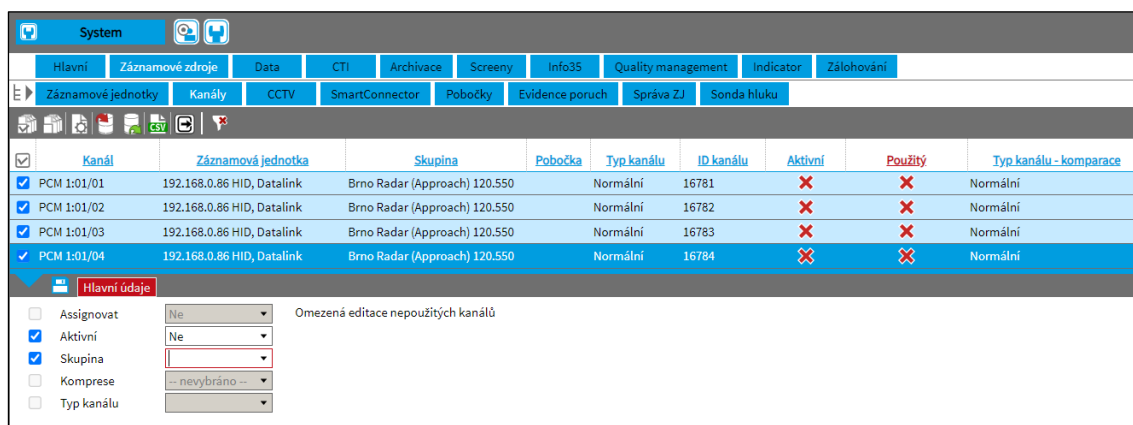 System
Hlavní Záznamové zdroje Data CTI Archivace Screeny Info35 Quality management Indicator Zálohování
Záznamové jednotky Kanály CCTV SmartConnector Pobočky Evidence poruch Správa ZJ Sonda hluku
CSV
Kanál Záznamová jednotka Skupina Pobočka Typ kanálu ID kanálu Aktivní Použitý Typ kanálu - komparace
PCM 1:01/01 192.168.0.86 HID, Datalink Brno Radar (Approach) 120.550 Normální 16781 Normální
PCM 1:01/02 192.168.0.86 HID, Datalink Brno Radar (Approach) 120.550 Normální 16782 Normální
PCM 1:01/03 192.168.0.86 HID, Datalink Brno Radar (Approach) 120.550 Normální 16783 Normální
PCM 1:01/04 192.168.0.86 HID, Datalink Brno Radar (Approach) 120.550 Normální 16784 Normální
Hlavní údaje
Assignovat Ne Omezená editace nepoužitých kanálů
Aktivní Ne
Skupina
Komprese -- nevybráno --
Typ kanálu